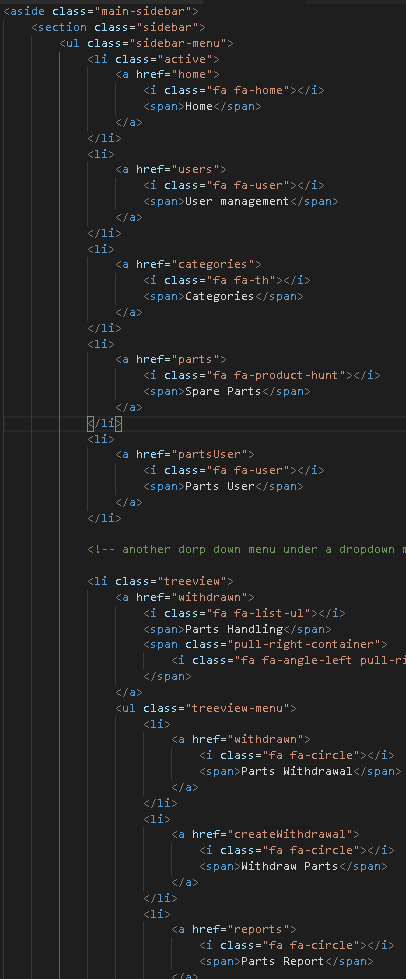 <aside class="main-sidebar">
<section class="sidebar">
<ul class="sidebar-menu">
<li class="active">
<a href="home">
<i class="fa fa-home"></i>
<span>Home</span>
</a>
</li>
<li>
<a href="users">
<i class="fa fa-user"></i>
<span>User management</span>
</a>
</li>
<li>
<a href="categories">
<i class="fa fa-th"></i>
<span>Categories</span>
</a>
</li>
<li>
<a href="parts">
<i class="fa fa-product-hunt"></i>
<span>Spare Parts</span>
</a>
</li>
<li>
<a href="partsUser">
<i class="fa fa-user"></i>
<span>Parts User</span>
</a>
</li>
<!-- another dorp down menu under a dropdown
<li class="treeview">
<a href="withdrawn">
<i class="fa fa-list-ul"></i>
<span>Parts Handling</span>
<span class="pull-right-container">
<i class="fa fa-angle-left pull-ri
</span>
</a>
<ul class="treeview-menu">
<li>
<a href="withdrawn">
<i class="fa fa-circle"></i>
<span>Parts Withdrawal</span>
</a>
</li>
<li>
<a href="createWithdrawal">
<i class="fa fa-circle"></i>
<span>Withdraw Parts</span>
</a>
</li>
<li>
<a href="reports">
<i class="fa fa-circle"></i>
<span>Parts Report</span>
</a>